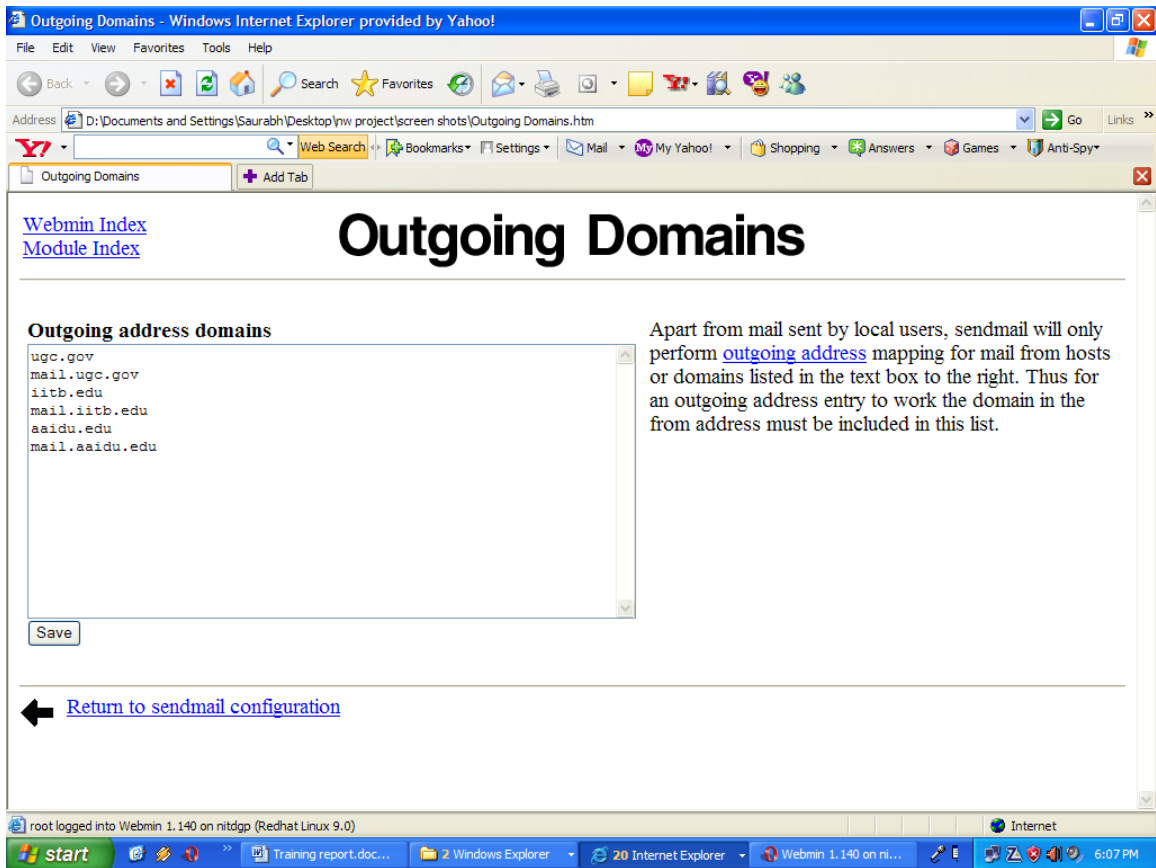 Outgoing Domains - Windows Internet Explorer provided by Yahoo!
File Edit View Favorites Tools Help
Back Search Favorites
Address D:\Documents and Settings\Saurabh\Desktop\nw project\screen shots\Outgoing Domains.htm Go Links »
Y! Web Search Bookmarks Settings Mail My My Yahoo! Shopping Answers Games Anti-Spy
Outgoing Domains Add Tab
Webmin Index
Module Index
Outgoing Domains
Outgoing address domains
ugc.gov
mail.ugc.gov
iitb.edu
mail.iitb.edu
aaidu.edu
mail.aaidu.edu
Save
Apart from mail sent by local users, sendmail will only
perform outgoing address mapping for mail from hosts
or domains listed in the text box to the right. Thus for
an outgoing address entry to work the domain in the
from address must be included in this list.
Return to sendmail configuration
root logged into Webmin 1.140 on nitdgp (Redhat Linux 9.0) Internet
start » Training report.doc... 2 Windows Explorer 20 Internet Explorer Webmin 1.140 on ni... 6:07 PM